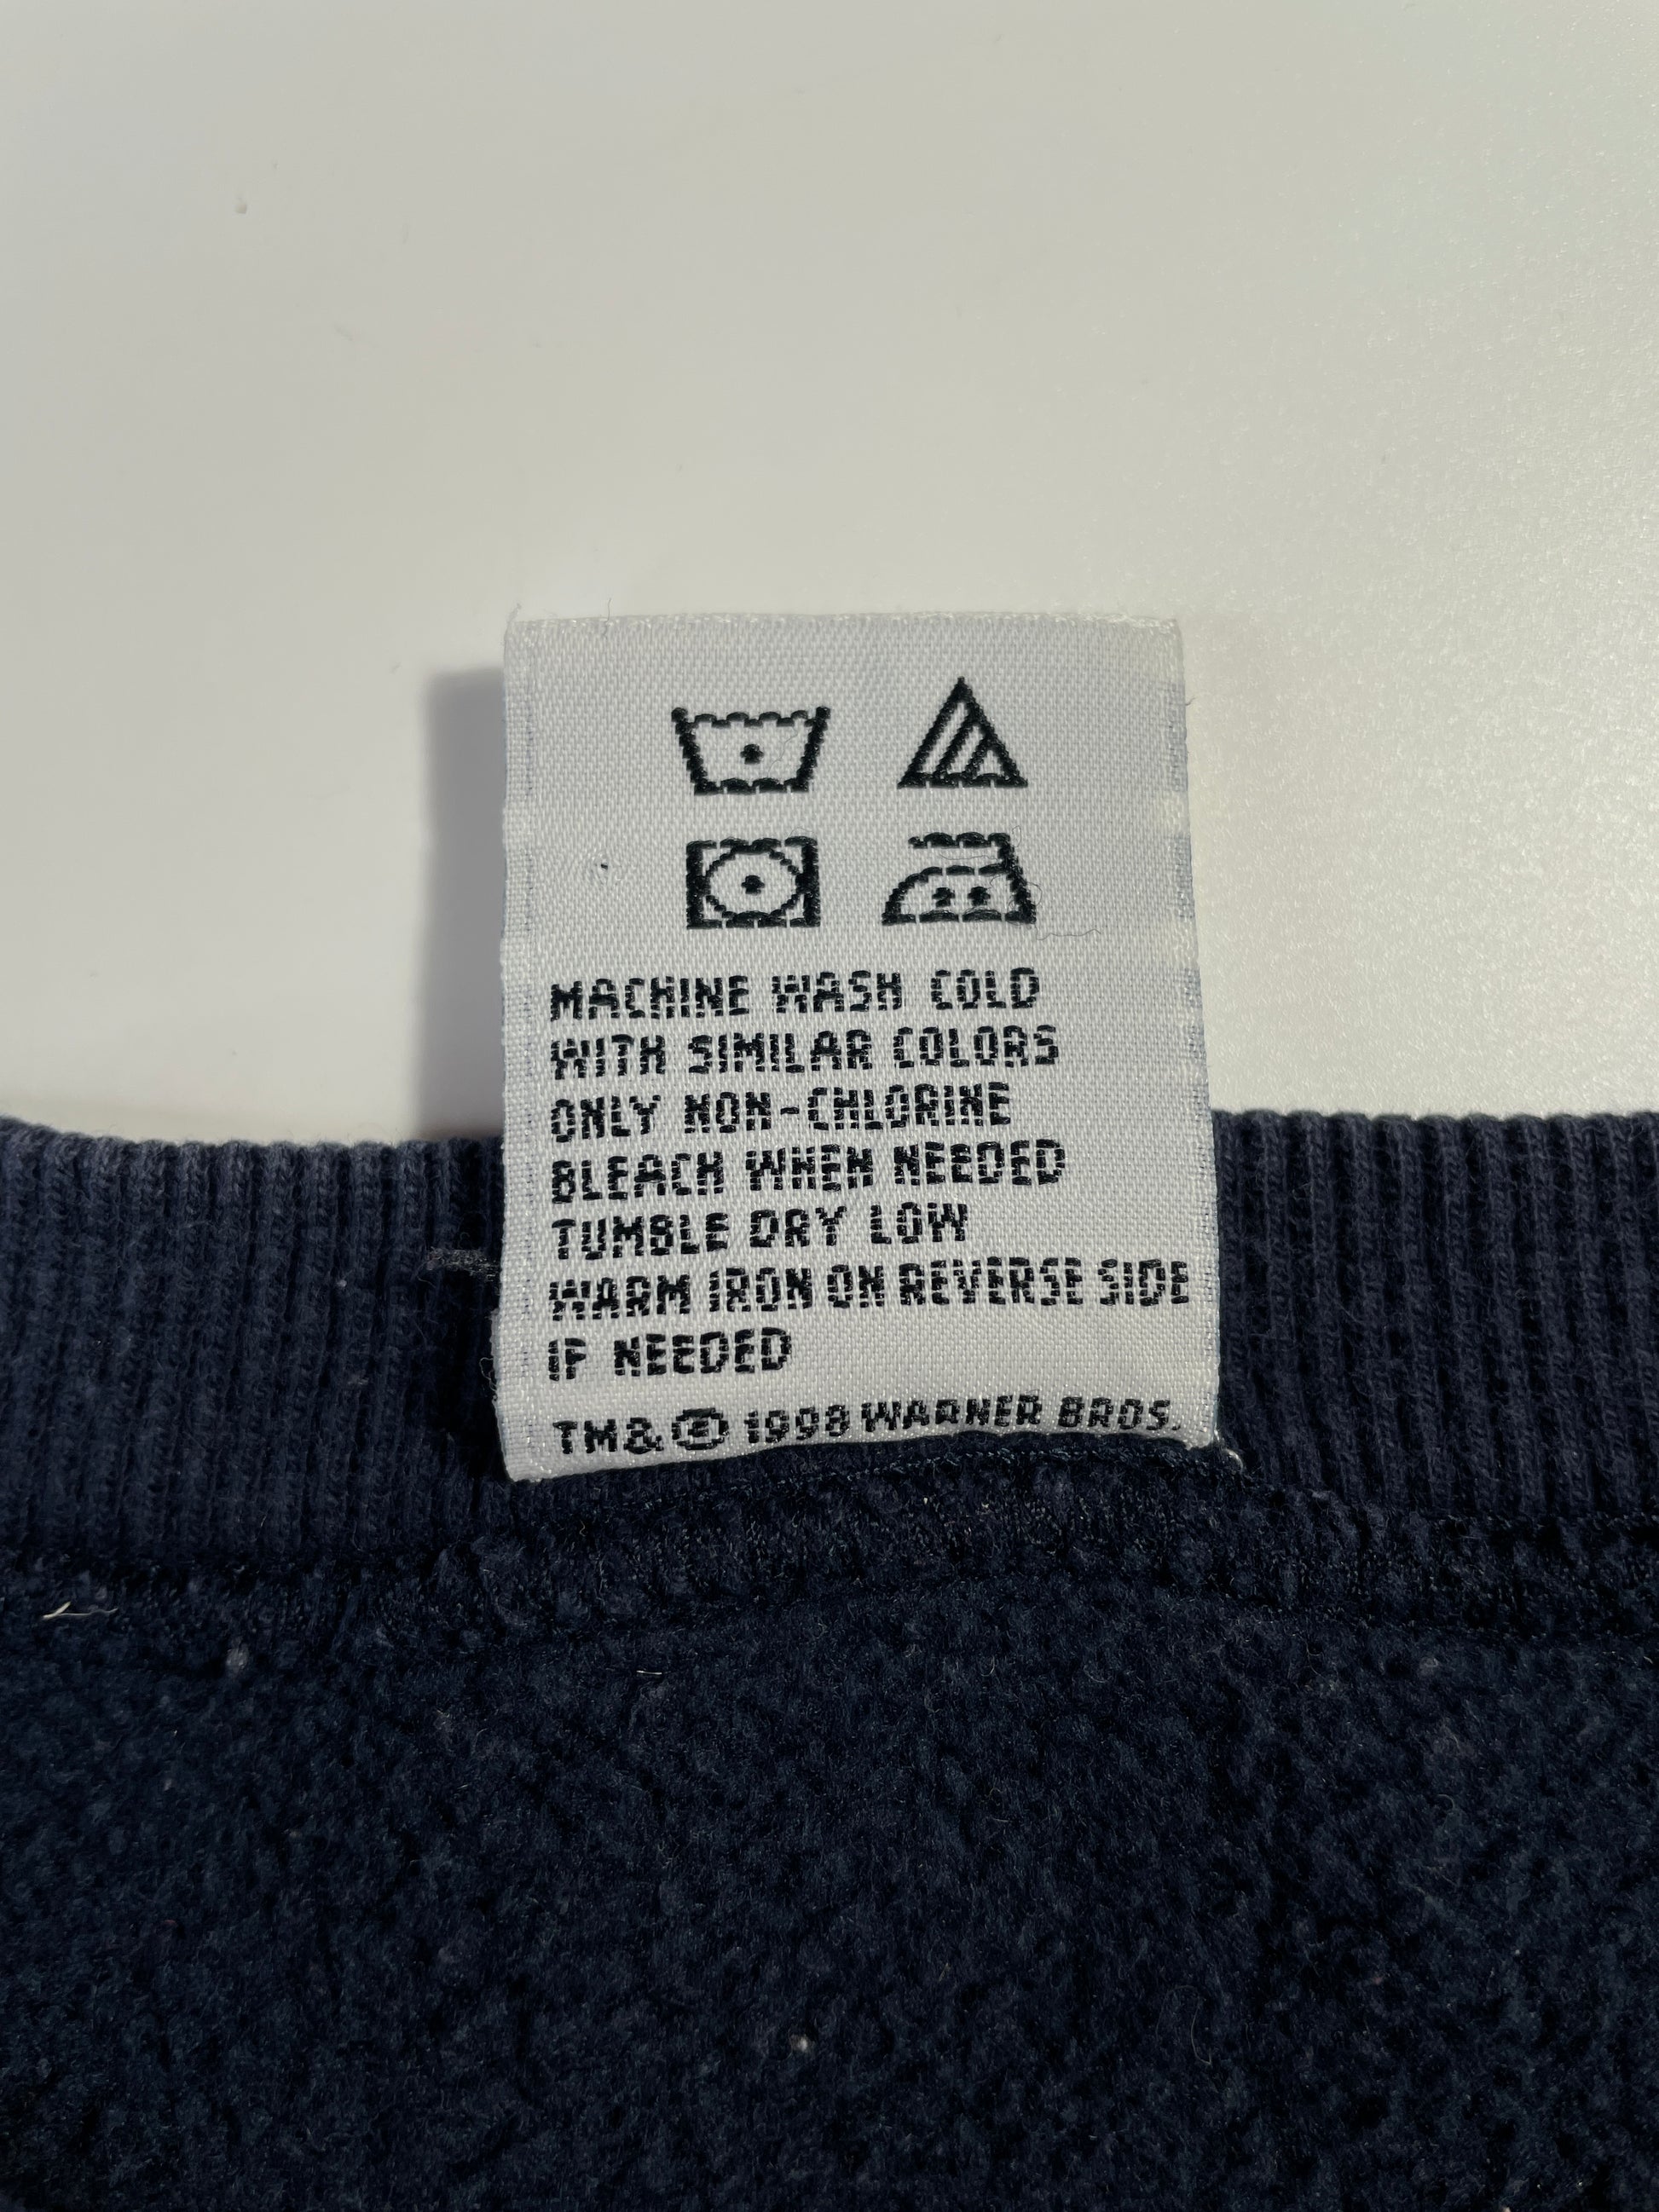 MACHINE WASH COLD
WITH SIMILAR COLORS
ONLY NON-CHLORINE
BLEACH WHEN NEEDED
TUMBLE DRY LOW
WARM IRON ON REVERSE SIDE
IF NEEDED
TM& © 1998 WARNER BROS.